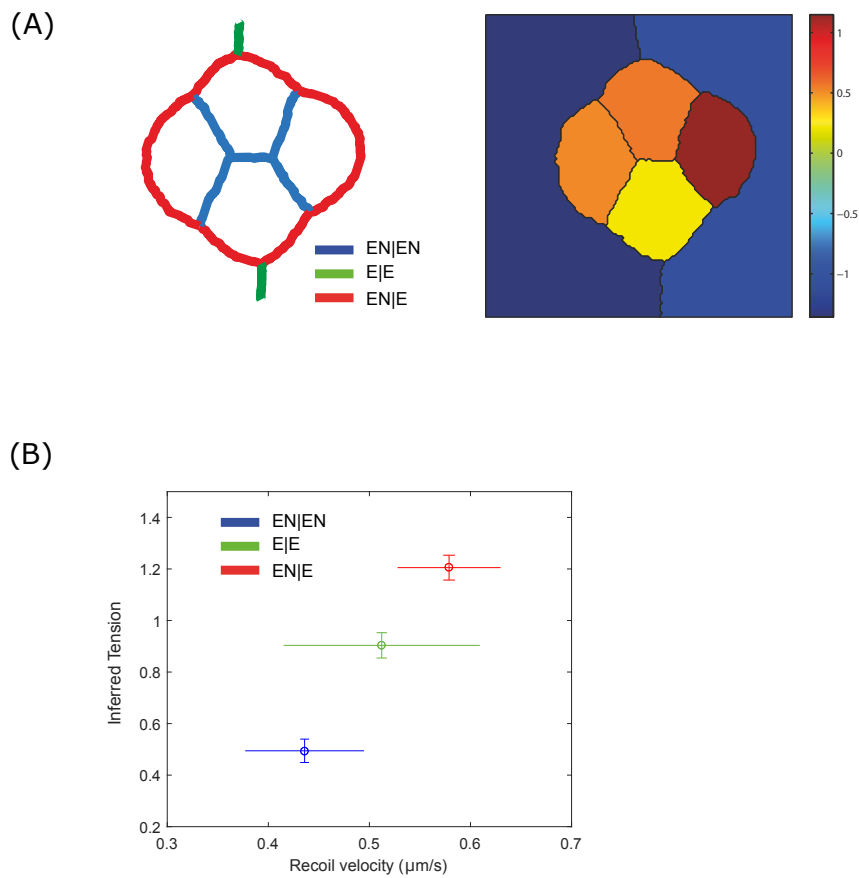 (A)
EN|EN
E|E
EN|E
1
0.5
0
−0.5
−1
(B)
1.4
1.2
1
0.8
0.6
0.4
0.2
Inferred Tension
EN|EN
E|E
EN|E
0.3
0.4
0.5
0.6
0.7
Recoil velocity (μm/s)